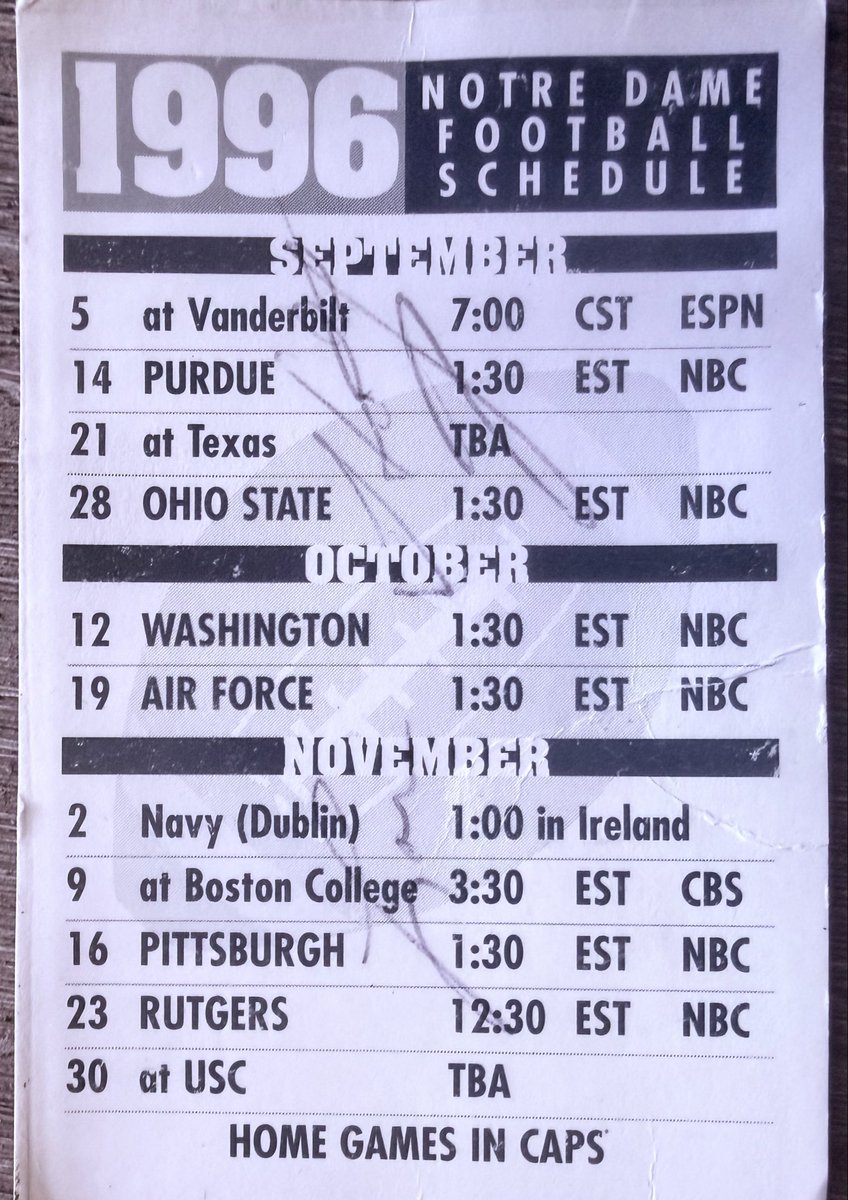 1996 NOTRE DAME
FOOTBALL
SCHEDULE
SEPTEMBER
5 at Vanderbilt 7:00 CST ESPN
14 PURDUE 1:30 EST NBC
21 at Texas TBA
28 OHIO STATE 1:30 EST NBC
OCTOBER
12 WASHINGTON 1:30 EST NBC
19 AIR FORCE 1:30 EST NBC
NOVEMBER
2 Navy (Dublin) 1:00 in Ireland
9 at Boston College 3:30 EST CBS
16 PITTSBURGH 1:30 EST NBC
23 RUTGERS 12:30 EST NBC
30 at USC TBA
HOME GAMES IN CAPS